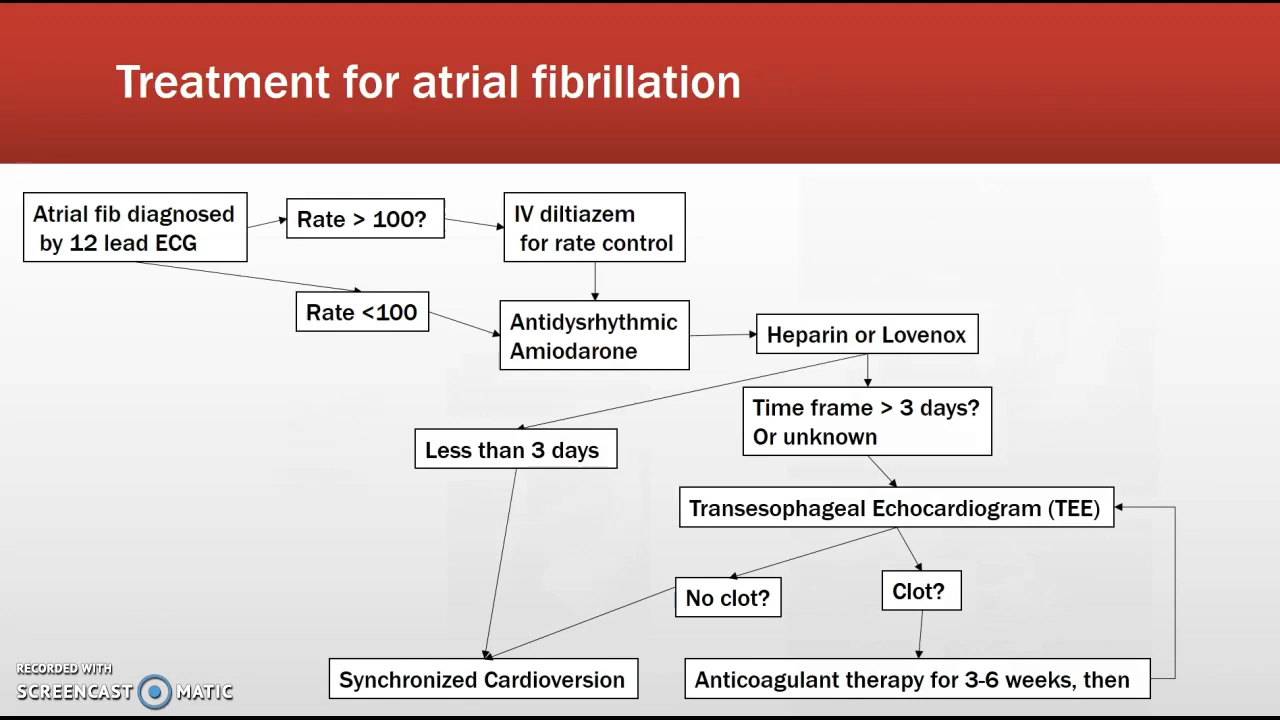 Treatment for atrial fibrillation
Atrial fib diagnosed
by 12 lead ECG
Rate > 100?
IV diltiazem
for rate control
Rate <100
Antidysrhythmic
Amiodarone
Heparin or Lovenox
Time frame > 3 days?
Or unknown
Less than 3 days
Transesophageal Echocardiogram (TEE)
No clot?
Clot?
Synchronized Cardioversion
Anticoagulant therapy for 3-6 weeks, then
RECORDED WITH
SCREENCAST MATIC